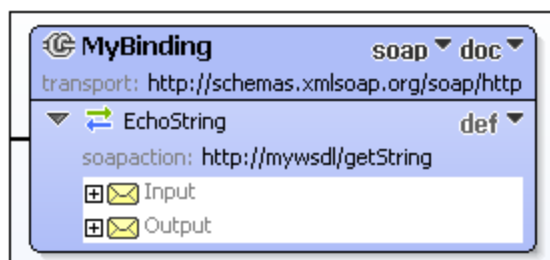 MyBinding soap doc
transport: http://schemas.xmlsoap.org/soap/http
EchoString def
soapaction: http://mywsdl/getString
Input
Output